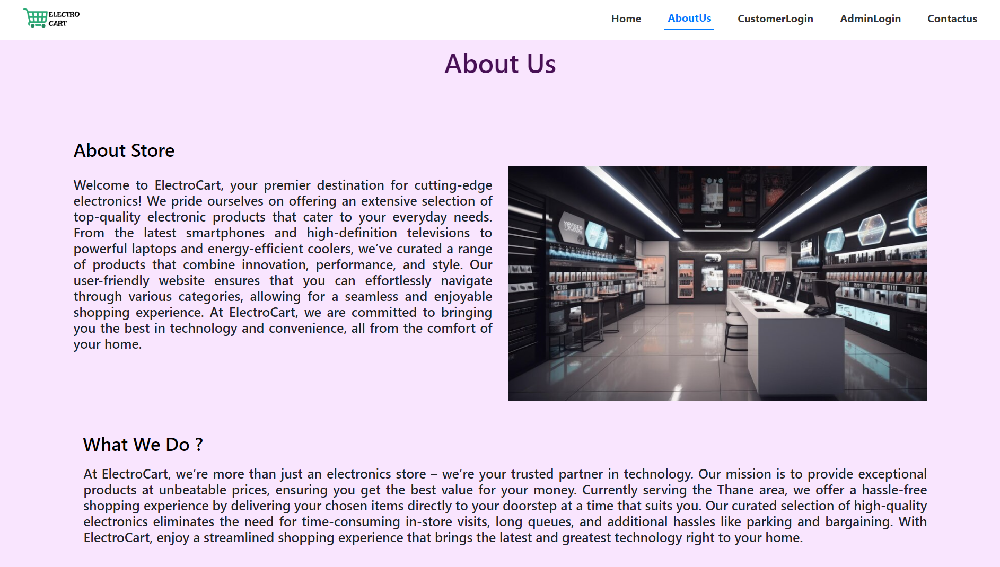 ELECTRO
CART
Home AboutUs CustomerLogin AdminLogin Contactus
About Us
About Store
Welcome to ElectroCart, your premier destination for cutting-edge
electronics! We pride ourselves on offering an extensive selection of
top-quality electronic products that cater to your everyday needs.
From the latest smartphones and high-definition televisions to
powerful laptops and energy-efficient coolers, we’ve curated a range
of products that combine innovation, performance, and style. Our
user-friendly website ensures that you can effortlessly navigate
through various categories, allowing for a seamless and enjoyable
shopping experience. At ElectroCart, we are committed to bringing
you the best in technology and convenience, all from the comfort of
your home.
What We Do ?
At ElectroCart, we’re more than just an electronics store – we’re your trusted partner in technology. Our mission is to provide exceptional
products at unbeatable prices, ensuring you get the best value for your money. Currently serving the Thane area, we offer a hassle-free
shopping experience by delivering your chosen items directly to your doorstep at a time that suits you. Our curated selection of high-quality
electronics eliminates the need for time-consuming in-store visits, long queues, and additional hassles like parking and bargaining. With
ElectroCart, enjoy a streamlined shopping experience that brings the latest and greatest technology right to your home.